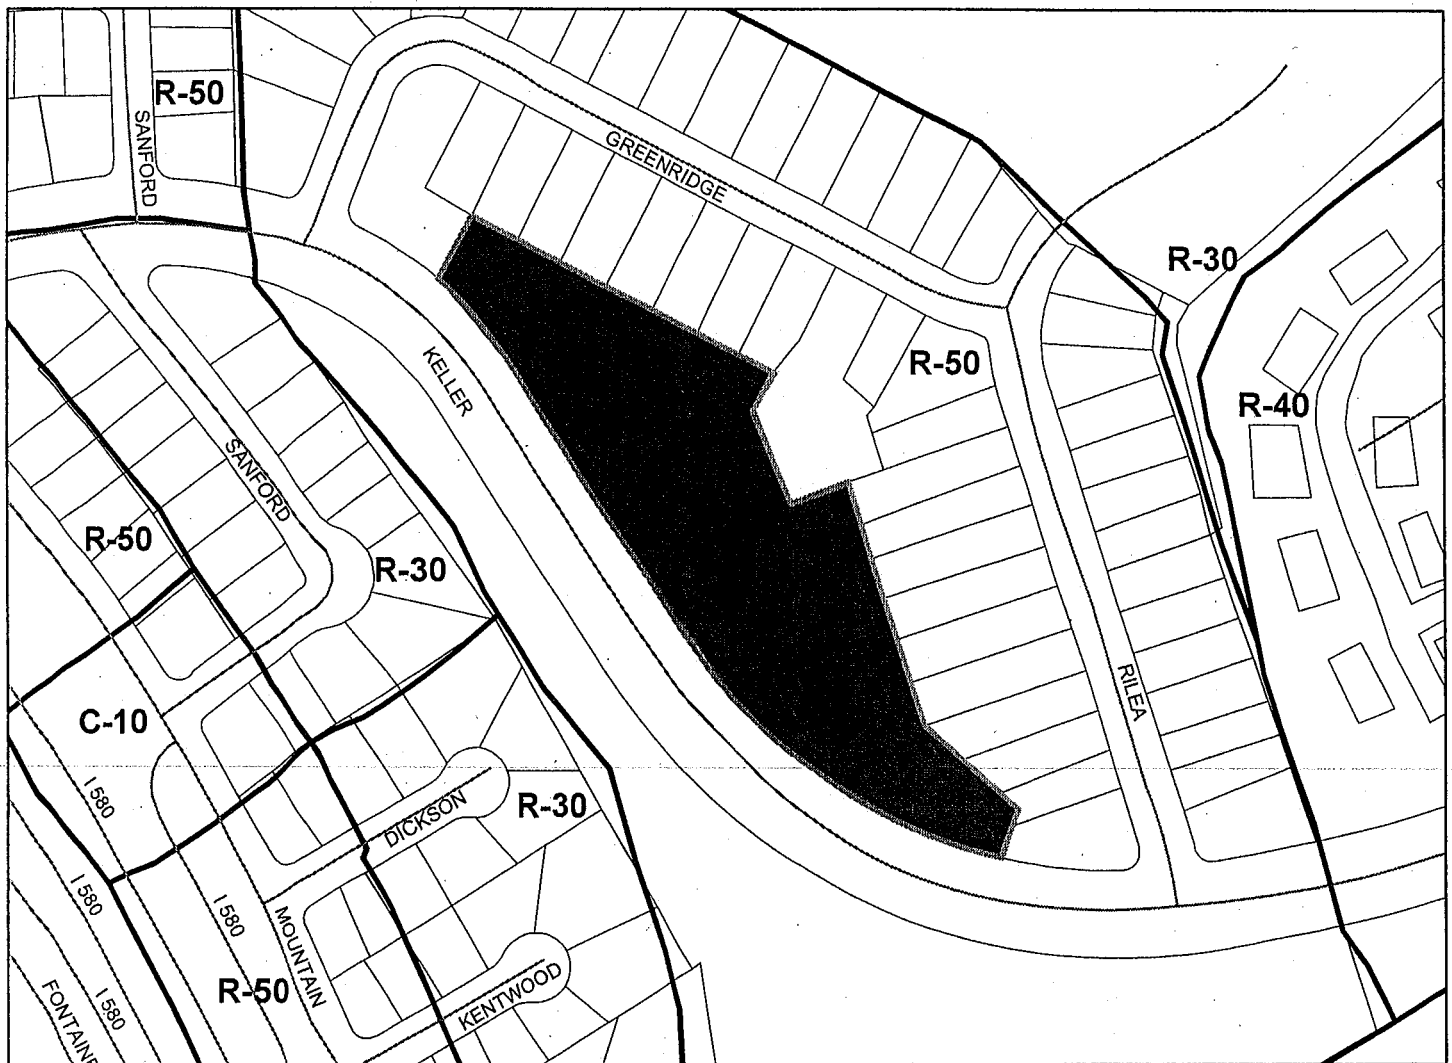 R-50
SANFORD
GREENRIDGE
R-30
KELLER
R-50
R-40
SANFORD
R-50
R-30
RILEA
C-10
I 580
DICKSON
R-30
I 580
I 580
MOUNTAIN
R-50
I 580
KENTWOOD
FONTAINE